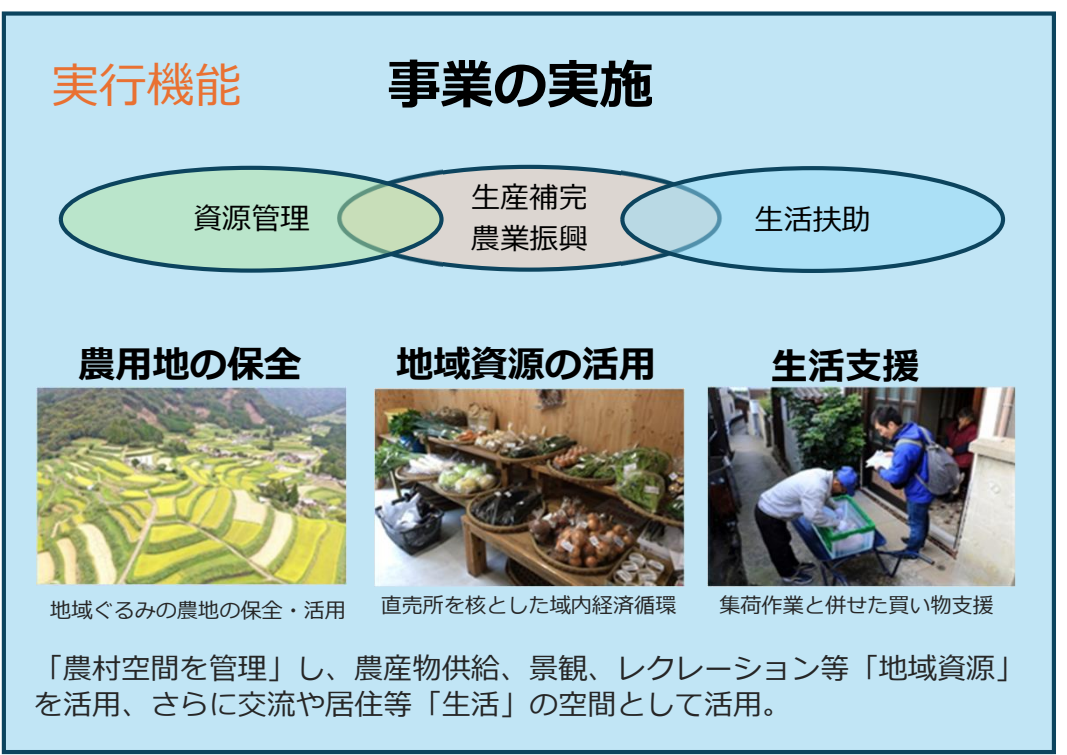 実行機能
事業の実施
資源管理
生産補完
農業振興
生活扶助
農用地の保全
地域資源の活用
生活支援
地域ぐるみの農地の保全・活用
直売所を核とした域内経済循環
集荷作業と併せた買い物支援
「農村空間を管理」し、農産物供給、景観、レクレーション等「地域資源」
を活用、さらに交流や居住等「生活」の空間として活用。